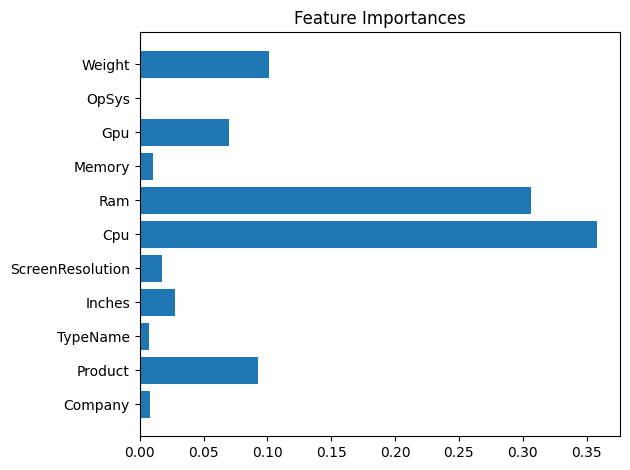 Feature Importances
Weight
OpSys
Gpu
Memory
Ram
Cpu
ScreenResolution
Inches
TypeName
Product
Company
0.00 0.05 0.10 0.15 0.20 0.25 0.30 0.35